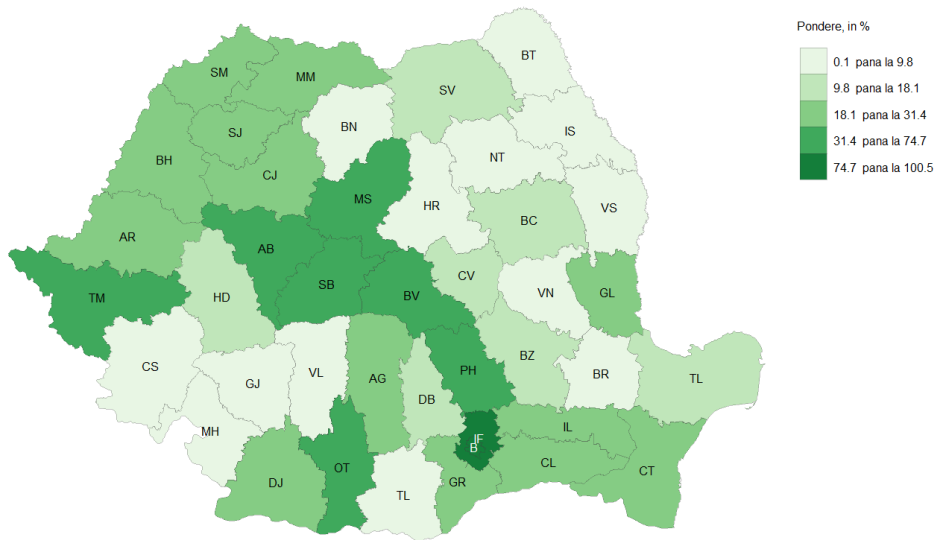 Pondere, in %
0.1 pana la 9.8
9.8 pana la 18.1
18.1 pana la 31.4
31.4 pana la 74.7
74.7 pana la 100.5
BT
SM
MM
SV
BN
SJ
IS
BH
NT
CJ
MS
HR
VS
BC
AR
AB
CV
SB
BV
VN
GL
TM
HD
BZ
CS
GJ
VL
AG
PH
BR
TL
DB
MH
IL
IF
B
OT
CL
CT
DJ
GR
TL